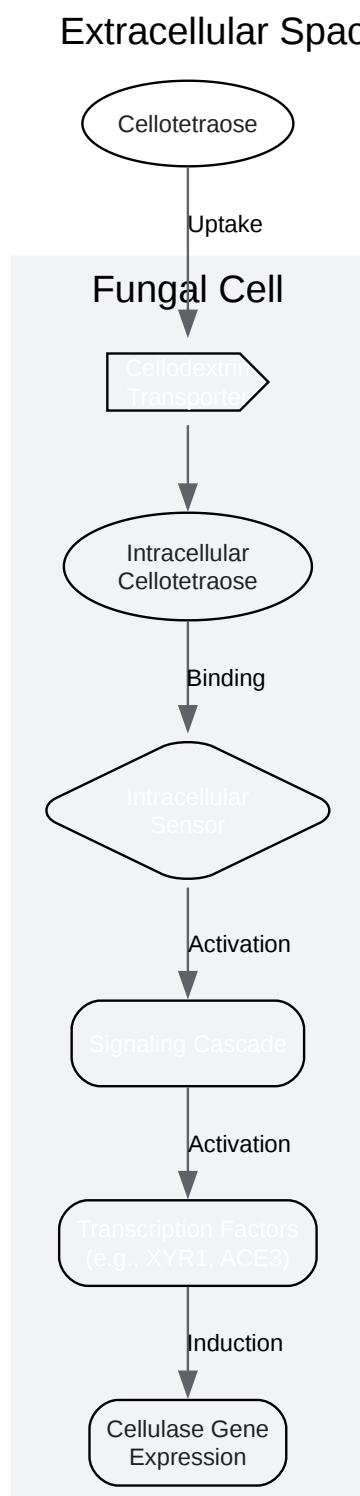 Extracellular Spac
Cellotetraose
Uptake
Fungal Cell
Cellodextrin
Transporter
Intracellular
Cellotetraose
Binding
Intracellular
Sensor
Activation
Signaling Cascade
Activation
Transcription Factors
(e.g., XYR1, ACE3)
Induction
Cellulase Gene
Expression